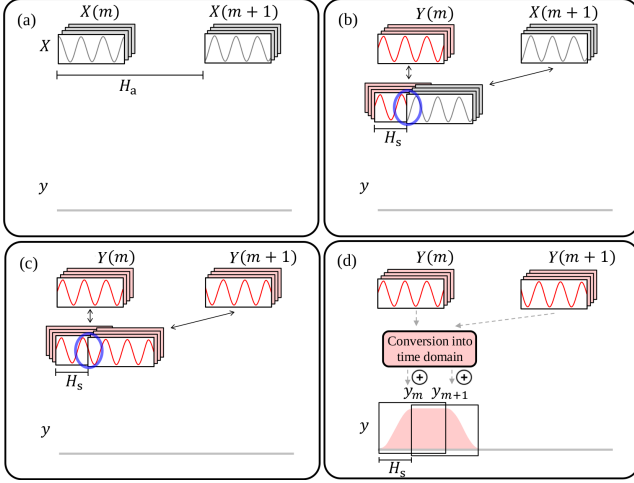 (a)
X(m)
X(m + 1)
X
Hₐ
y
(b)
Y(m)
X(m + 1)
Hₛ
y
(c)
Y(m)
Y(m + 1)
Hₛ
y
(d)
Y(m)
Y(m + 1)
Conversion into
time domain
+ +
yₘ yₘ₊₁
y
Hₛ